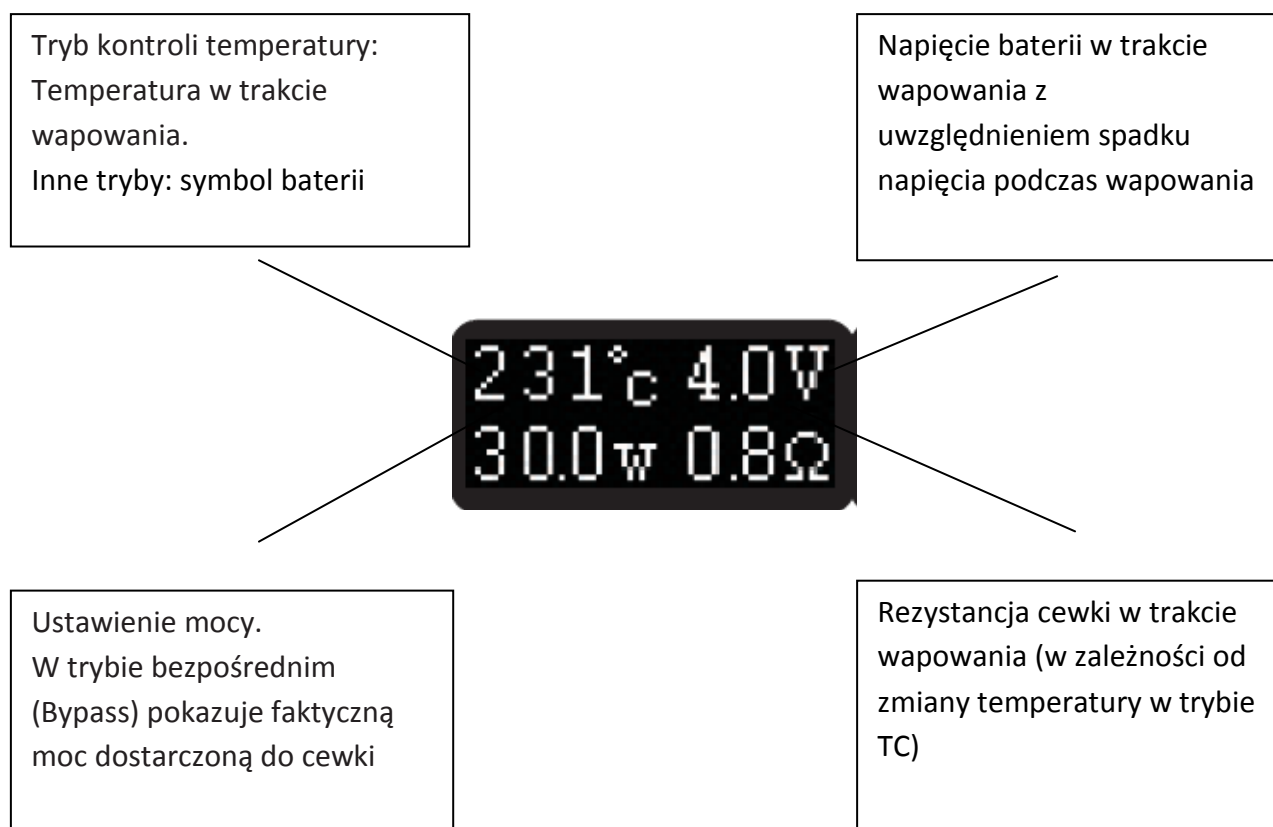 Tryb kontroli temperatury:
Temperatura w trakcie
wapowania.
Inne tryby: symbol baterii
Napięcie baterii w trakcie
wapowania z
uwzględnieniem spadku
napięcia podczas wapowania
231°C 4.0V
30.0W 0.8Ω
Ustawienie mocy.
W trybie bezpośrednim
(Bypass) pokazuje faktyczną
moc dostarczoną do cewki
Rezystancja cewki w trakcie
wapowania (w zależności od
zmiany temperatury w trybie
TC)